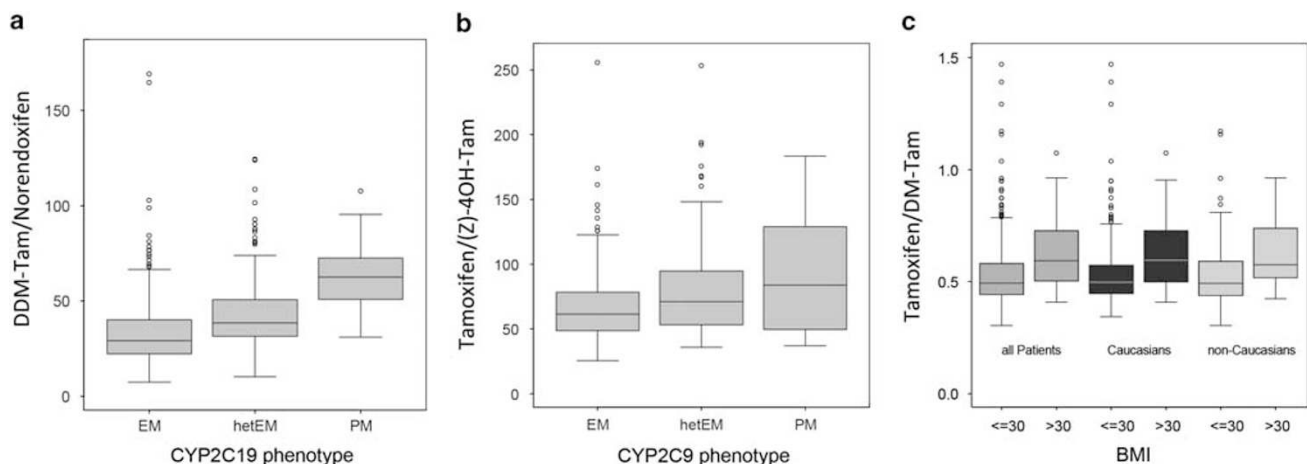 a
DDM-Tam/Norendoxifen
150
100
50
0
EM hetEM PM
CYP2C19 phenotype
b
Tamoxifen/(Z)-4OH-Tam
250
200
150
100
50
0
EM hetEM PM
CYP2C9 phenotype
c
Tamoxifen/DM-Tam
1.5
1.0
0.5
0.0
all Patients Caucasians non-Caucasians
<=30 >30 <=30 >30 <=30 >30
BMI